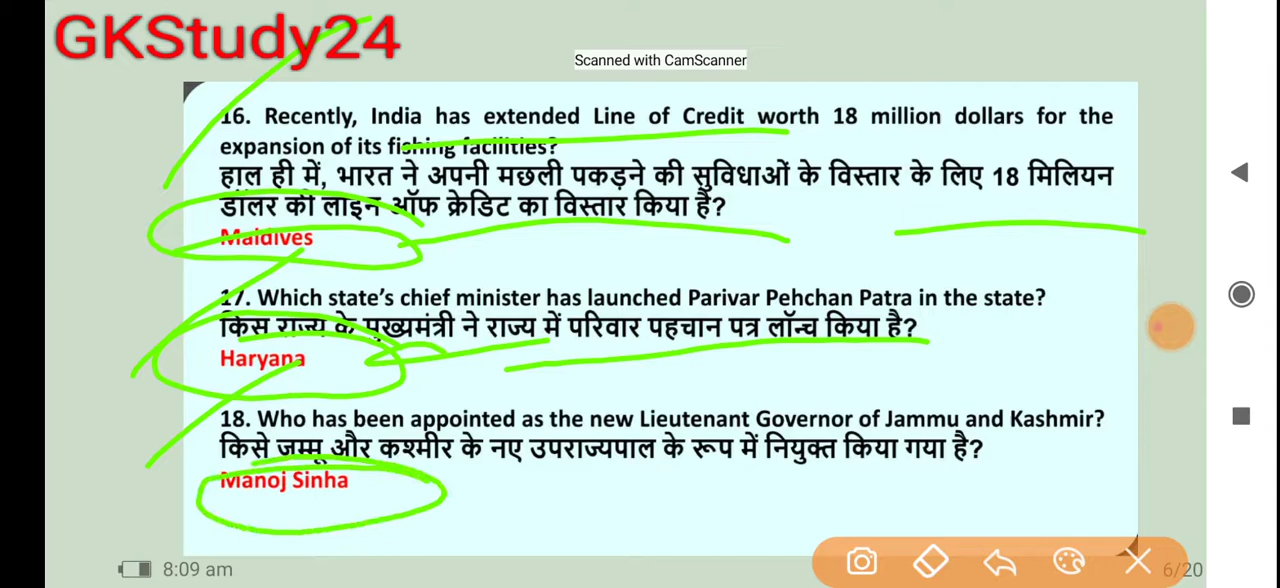 GKStudy24
Scanned with CamScanner
16. Recently, India has extended Line of Credit worth 18 million dollars for the
expansion of its fishing facilities?
हाल ही में, भारत ने अपनी मछली पकड़ने की सुविधाओं के विस्तार के लिए 18 मिलियन
डॉलर की लाइन ऑफ क्रेडिट का विस्तार किया है?
Maldives
17. Which state's chief minister has launched Parivar Pehchan Patra in the state?
किस राज्य के मुख्यमंत्री ने राज्य में परिवार पहचान पत्र लॉन्च किया है?
Haryana
18. Who has been appointed as the new Lieutenant Governor of Jammu and Kashmir?
किसे जम्मू और कश्मीर के नए उपराज्यपाल के रूप में नियुक्त किया गया है?
Manoj Sinha
8:09 am
6/20